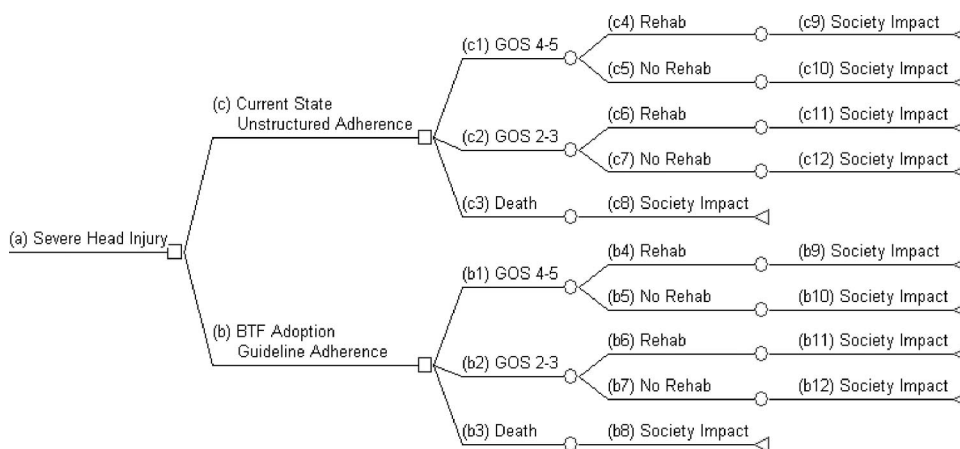 (c4) Rehab
(c9) Society Impact
(c1) GOS 4-5
(c5) No Rehab
(c10) Society Impact
(c) Current State
Unstructured Adherence
(c6) Rehab
(c11) Society Impact
(c2) GOS 2-3
(c7) No Rehab
(c12) Society Impact
(c3) Death
(c8) Society Impact
(a) Severe Head Injury
(b4) Rehab
(b9) Society Impact
(b1) GOS 4-5
(b5) No Rehab
(b10) Society Impact
(b) BTF Adoption
Guideline Adherence
(b6) Rehab
(b11) Society Impact
(b2) GOS 2-3
(b7) No Rehab
(b12) Society Impact
(b3) Death
(b8) Society Impact